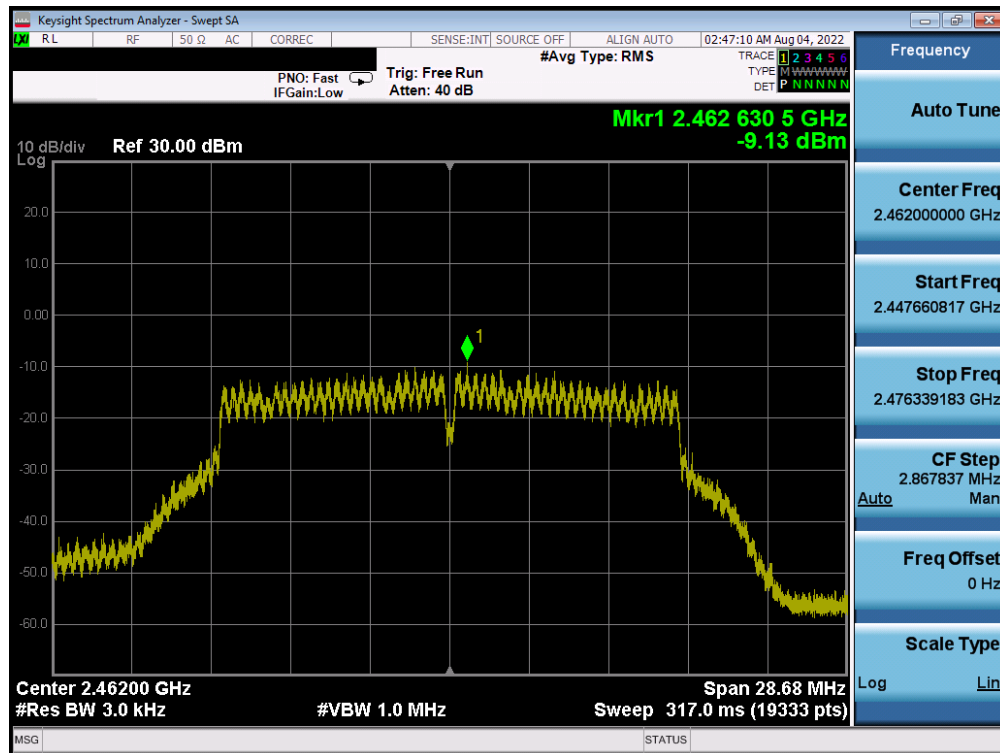 Keysight Spectrum Analyzer - Swept SA
LXI RL RF 50 Ω AC CORREC SENSE:INT SOURCE OFF ALIGN AUTO 02:47:10 AM Aug 04, 2022
#Avg Type: RMS
TRACE 1 2 3 4 5 6
TYPE M WWWWW
DET P N N N N N
PNO: Fast
IFGain:Low
Trig: Free Run
Atten: 40 dB
Mkr1 2.462 630 5 GHz
-9.13 dBm
10 dB/div
Log
Ref 30.00 dBm
20.0
10.0
0.00
-10.0
-20.0
-30.0
-40.0
-50.0
-60.0
1
Center 2.46200 GHz
Span 28.68 MHz
#Res BW 3.0 kHz
#VBW 1.0 MHz
Sweep 317.0 ms (19333 pts)
MSG
STATUS
Frequency
Auto Tune
Center Freq
2.462000000 GHz
Start Freq
2.447660817 GHz
Stop Freq
2.476339183 GHz
CF Step
2.867837 MHz
Auto Man
Freq Offset
0 Hz
Scale Type
Log Lin